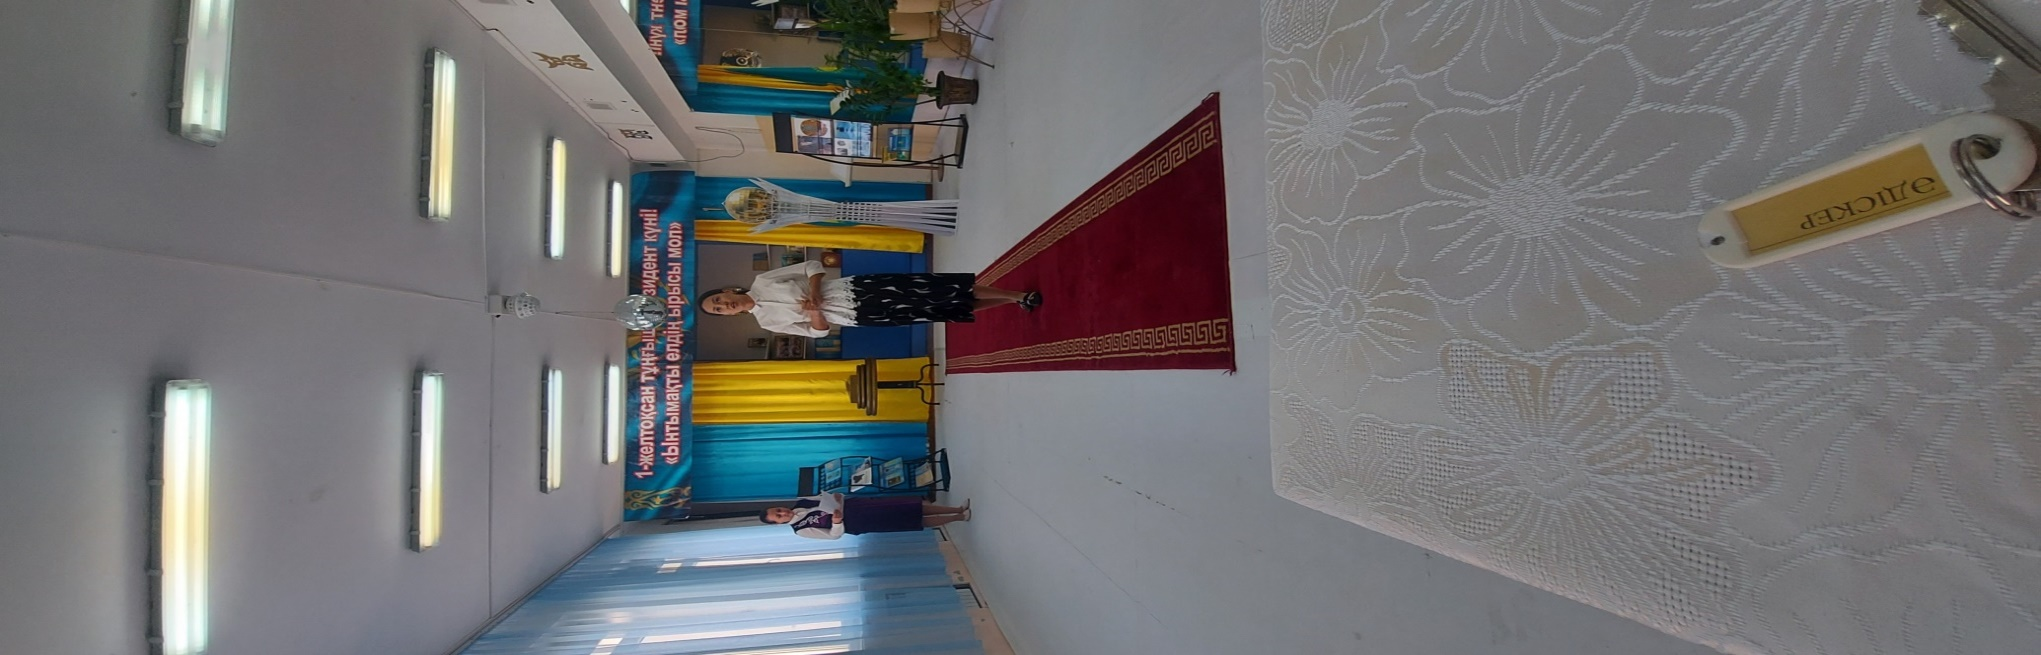 1-желтоқсан тұңғыш зидент күні!
«Ынтымақты елдің ырысы мол»
ӘДІСКЕР